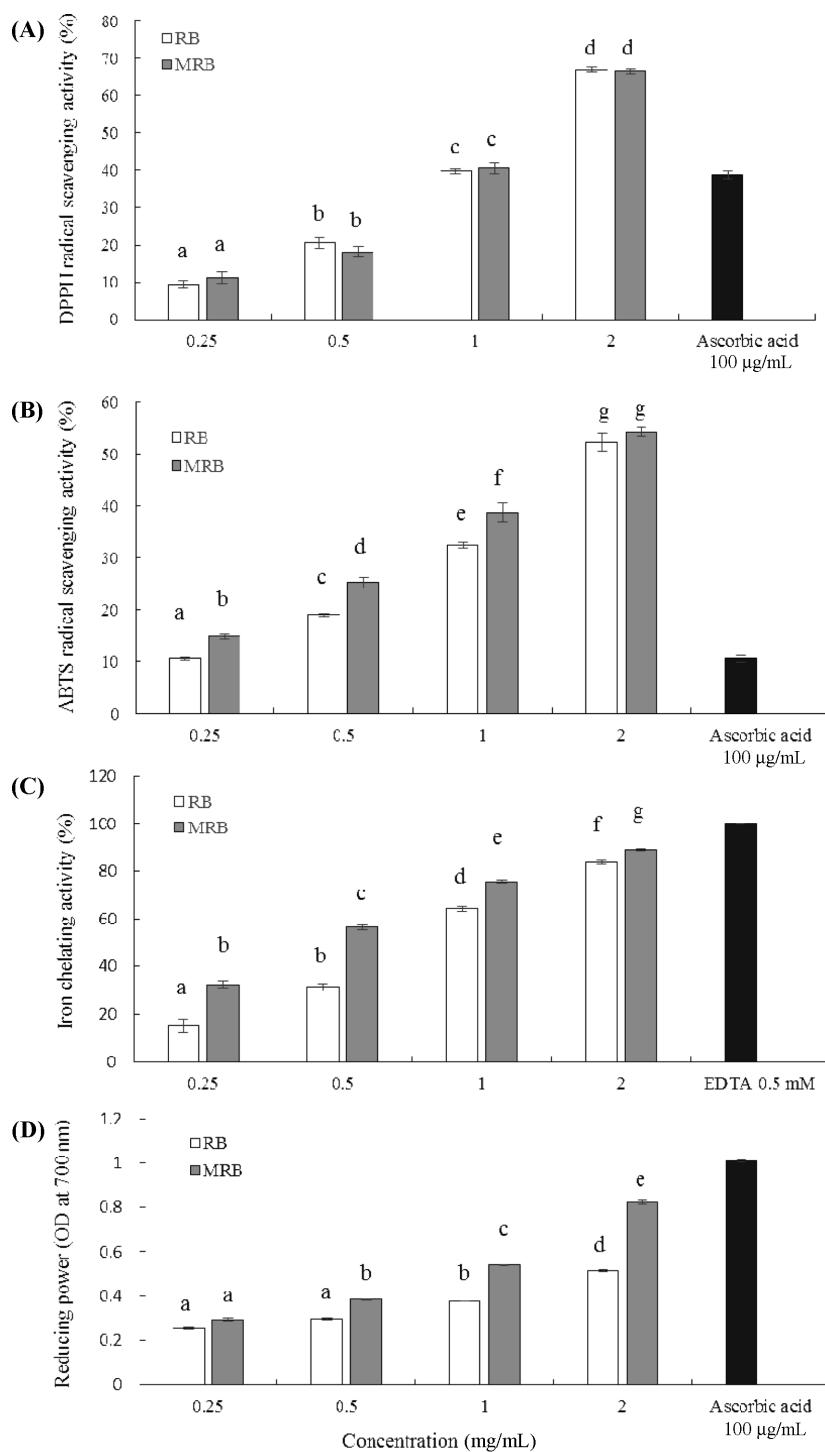 (A)
DPPH radical scavenging activity (%)
80
70
60
50
40
30
20
10
0
RB
MRB
a a
b b
c c
d d
0.25 0.5 1 2 Ascorbic acid
100 µg/mL
(B)
ABTS radical scavenging activity (%)
60
50
40
30
20
10
0
RB
MRB
a b
c d
e f
g g
0.25 0.5 1 2 Ascorbic acid
100 µg/mL
(C)
Iron chelating activity (%)
120
100
80
60
40
20
0
RB
MRB
a b
b c
d e
f g
0.25 0.5 1 2 EDTA 0.5 mM
(D)
Reducing power (OD at 700 nm)
1.2
1
0.8
0.6
0.4
0.2
0
RB
MRB
a a
a b
b c
d e
0.25 0.5 1 2 Ascorbic acid
100 µg/mL
Concentration (mg/mL)